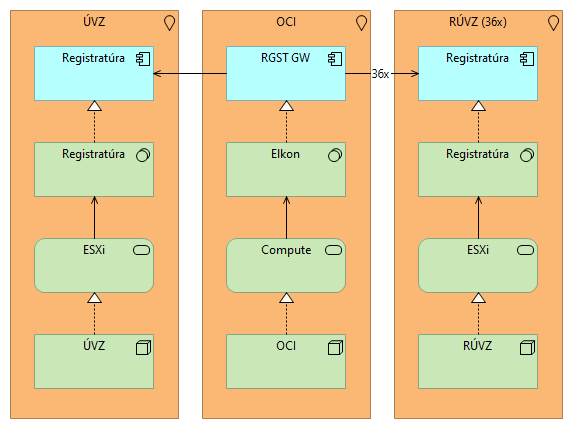 ÚVZ
Registratúra
Registratúra
ESXi
ÚVZ
OCI
RGST GW
Elkon
Compute
OCI
36x
RÚVZ (36x)
Registratúra
Registratúra
ESXi
RÚVZ